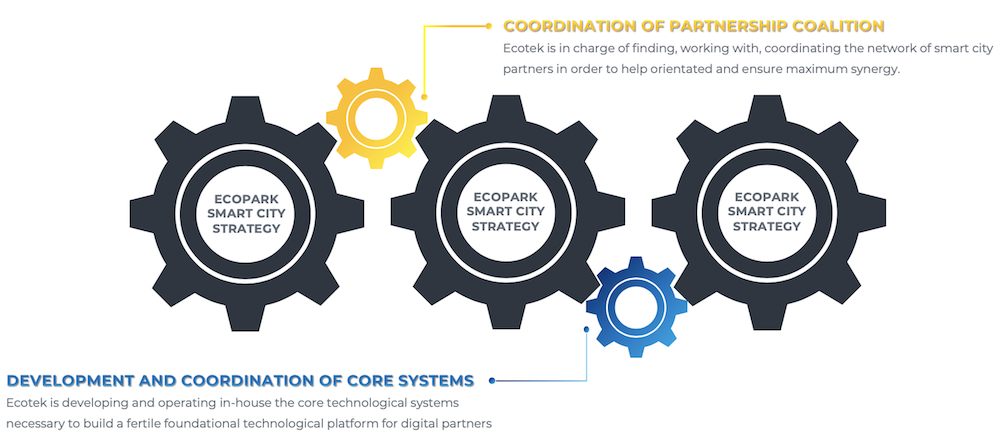 COORDINATION OF PARTNERSHIP COALITION
Ecotek is in charge of finding, working with, coordinating the network of smart city
partners in order to help orientated and ensure maximum synergy.
ECOPARK
SMART CITY
STRATEGY
ECOPARK
SMART CITY
STRATEGY
ECOPARK
SMART CITY
STRATEGY
DEVELOPMENT AND COORDINATION OF CORE SYSTEMS
Ecotek is developing and operating in-house the core technological systems
necessary to build a fertile foundational technological platform for digital partners